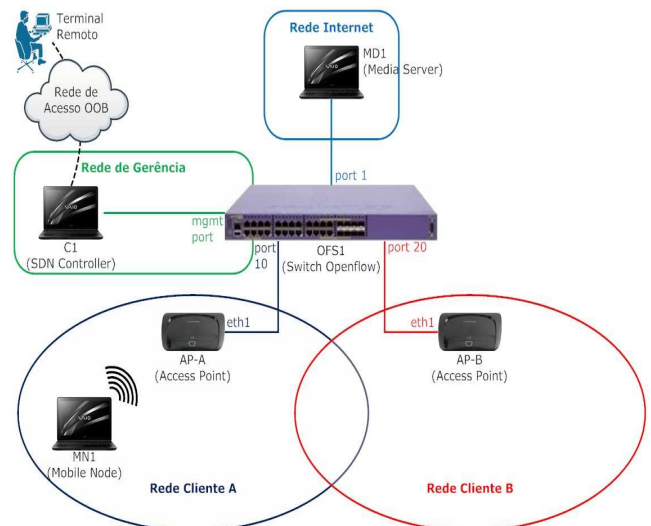 Terminal
Remoto
Rede de
Acesso OOB
Rede Internet
MD1
(Media Server)
Rede de Gerência
port 1
C1
(SDN Controller)
mgmt
port
port
10
OFS1
(Switch Openflow)
port 20
eth1
AP-A
(Access Point)
eth1
AP-B
(Access Point)
MN1
(Mobile Node)
Rede Cliente A
Rede Cliente B